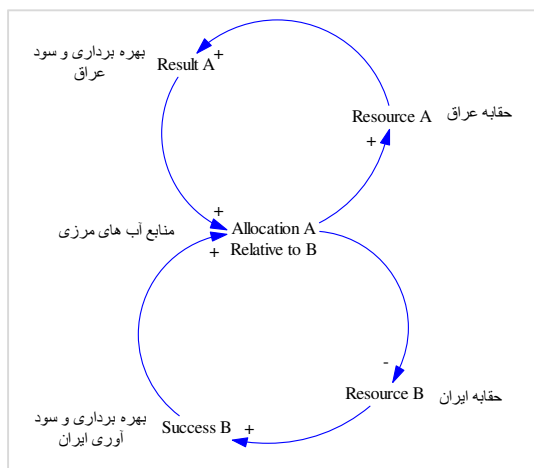 بهره برداری و سود
عراق
+
Result A
Resource A
حقابه عراق
+
+
منابع آب های مرزی
Allocation A
Relative to B
+
-
Resource B
حقابه ایران
بهره برداری و سود
آوری ایران
Success B
+